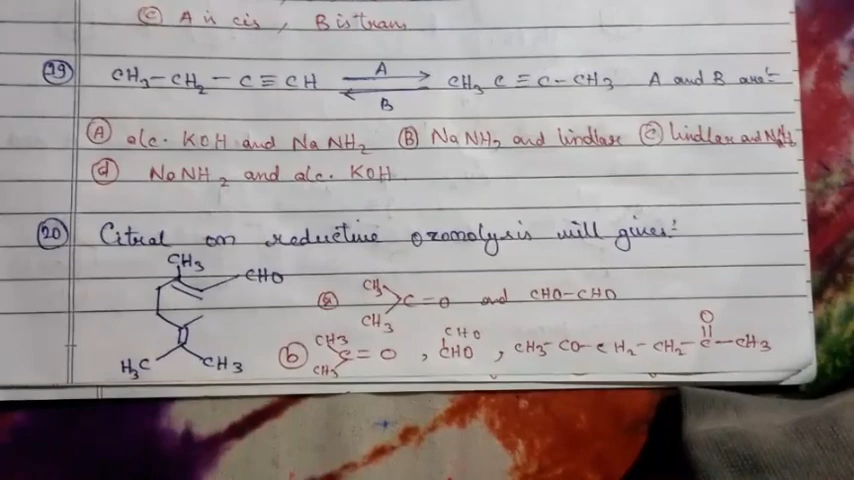 (c) A is cis, B is trans
(19) CH3-CH2-C≡CH ⇌ CH3 C≡C-CH3 A and B are:-
A
B
(A) alc. KOH and NaNH2 (B) NaNH2 and lindlar (C) lindlar and NaNH2
(d) NaNH2 and alc. KOH
(20) Citral on reductive ozonolysis will gives:-
CH3
CHO
H3C
CH3
(a) CH3 CH3 C=O and CHO-CHO
(b) CH3 CH3 C=O, CHO CHO, CH3-CO-CH2-CH2-C-CH3
O